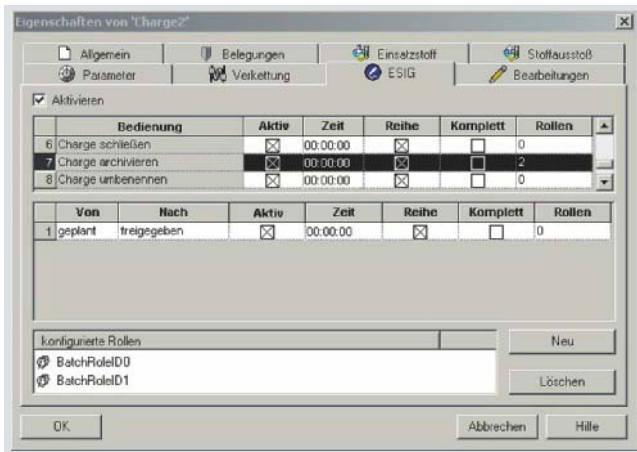 Eigenschaften von 'Charge2'
Allgemein Belegungen Einsatzstoff Stoffausstoß
Parameter Verkettung ESIG Bearbeitungen
Aktivieren
Bedienung Aktiv Zeit Reihe Komplett Rollen
6 Charge schließen 00:00:00 0
7 Charge archivieren 00:00:00 2
8 Charge umbenennen 00:00:00 0
Von Nach Aktiv Zeit Reihe Komplett Rollen
1 geplant freigegeben 00:00:00 0
konfigurierte Rollen
BatchRoleID0
BatchRoleID1
Neu
Löschen
OK Abbrechen Hilfe